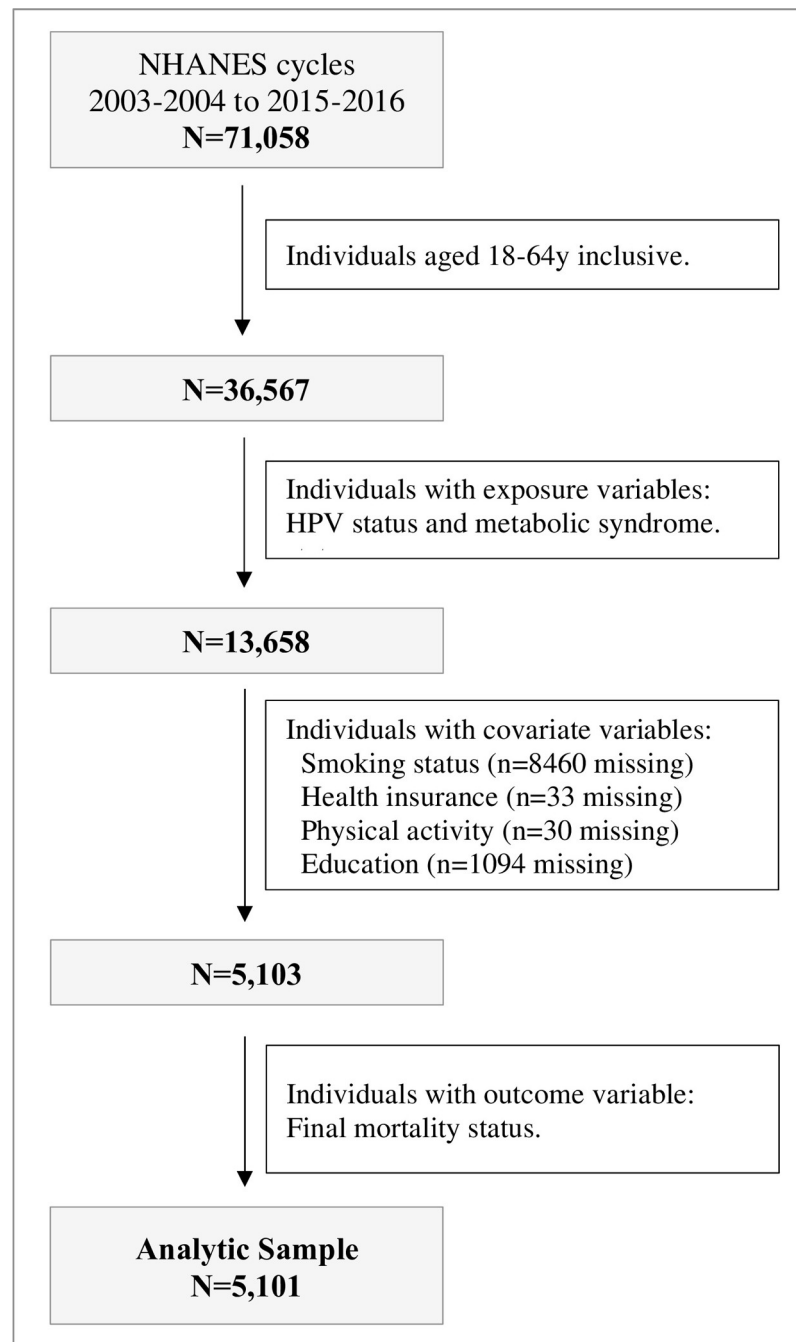 NHANES cycles
2003-2004 to 2015-2016
N=71,058
Individuals aged 18-64y inclusive.
N=36,567
Individuals with exposure variables:
HPV status and metabolic syndrome.
N=13,658
Individuals with covariate variables:
Smoking status (n=8460 missing)
Health insurance (n=33 missing)
Physical activity (n=30 missing)
Education (n=1094 missing)
N=5,103
Individuals with outcome variable:
Final mortality status.
Analytic Sample
N=5,101